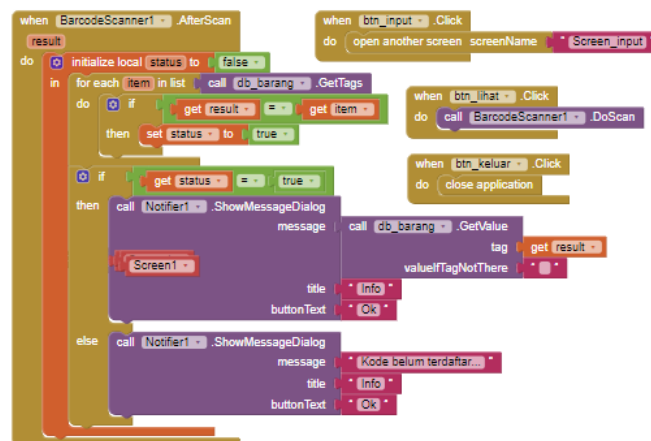 when BarcodeScanner1 .AfterScan
result
do initialize local status to false
in for each item in list call db_barang .GetTags
do if get result = get item
then set status to true
if get status = true
then call Notifier1 .ShowMessageDialog
message call db_barang .GetValue
tag get result
valueIfTagNotThere " "
Screen1
title " Info "
buttonText " Ok "
else call Notifier1 .ShowMessageDialog
message " Kode belum terdaftar... "
title " Info "
buttonText " Ok "
when btn_input .Click
do open another screen screenName " Screen_input "
when btn_lihat .Click
do call BarcodeScanner1 .DoScan
when btn_keluar .Click
do close application